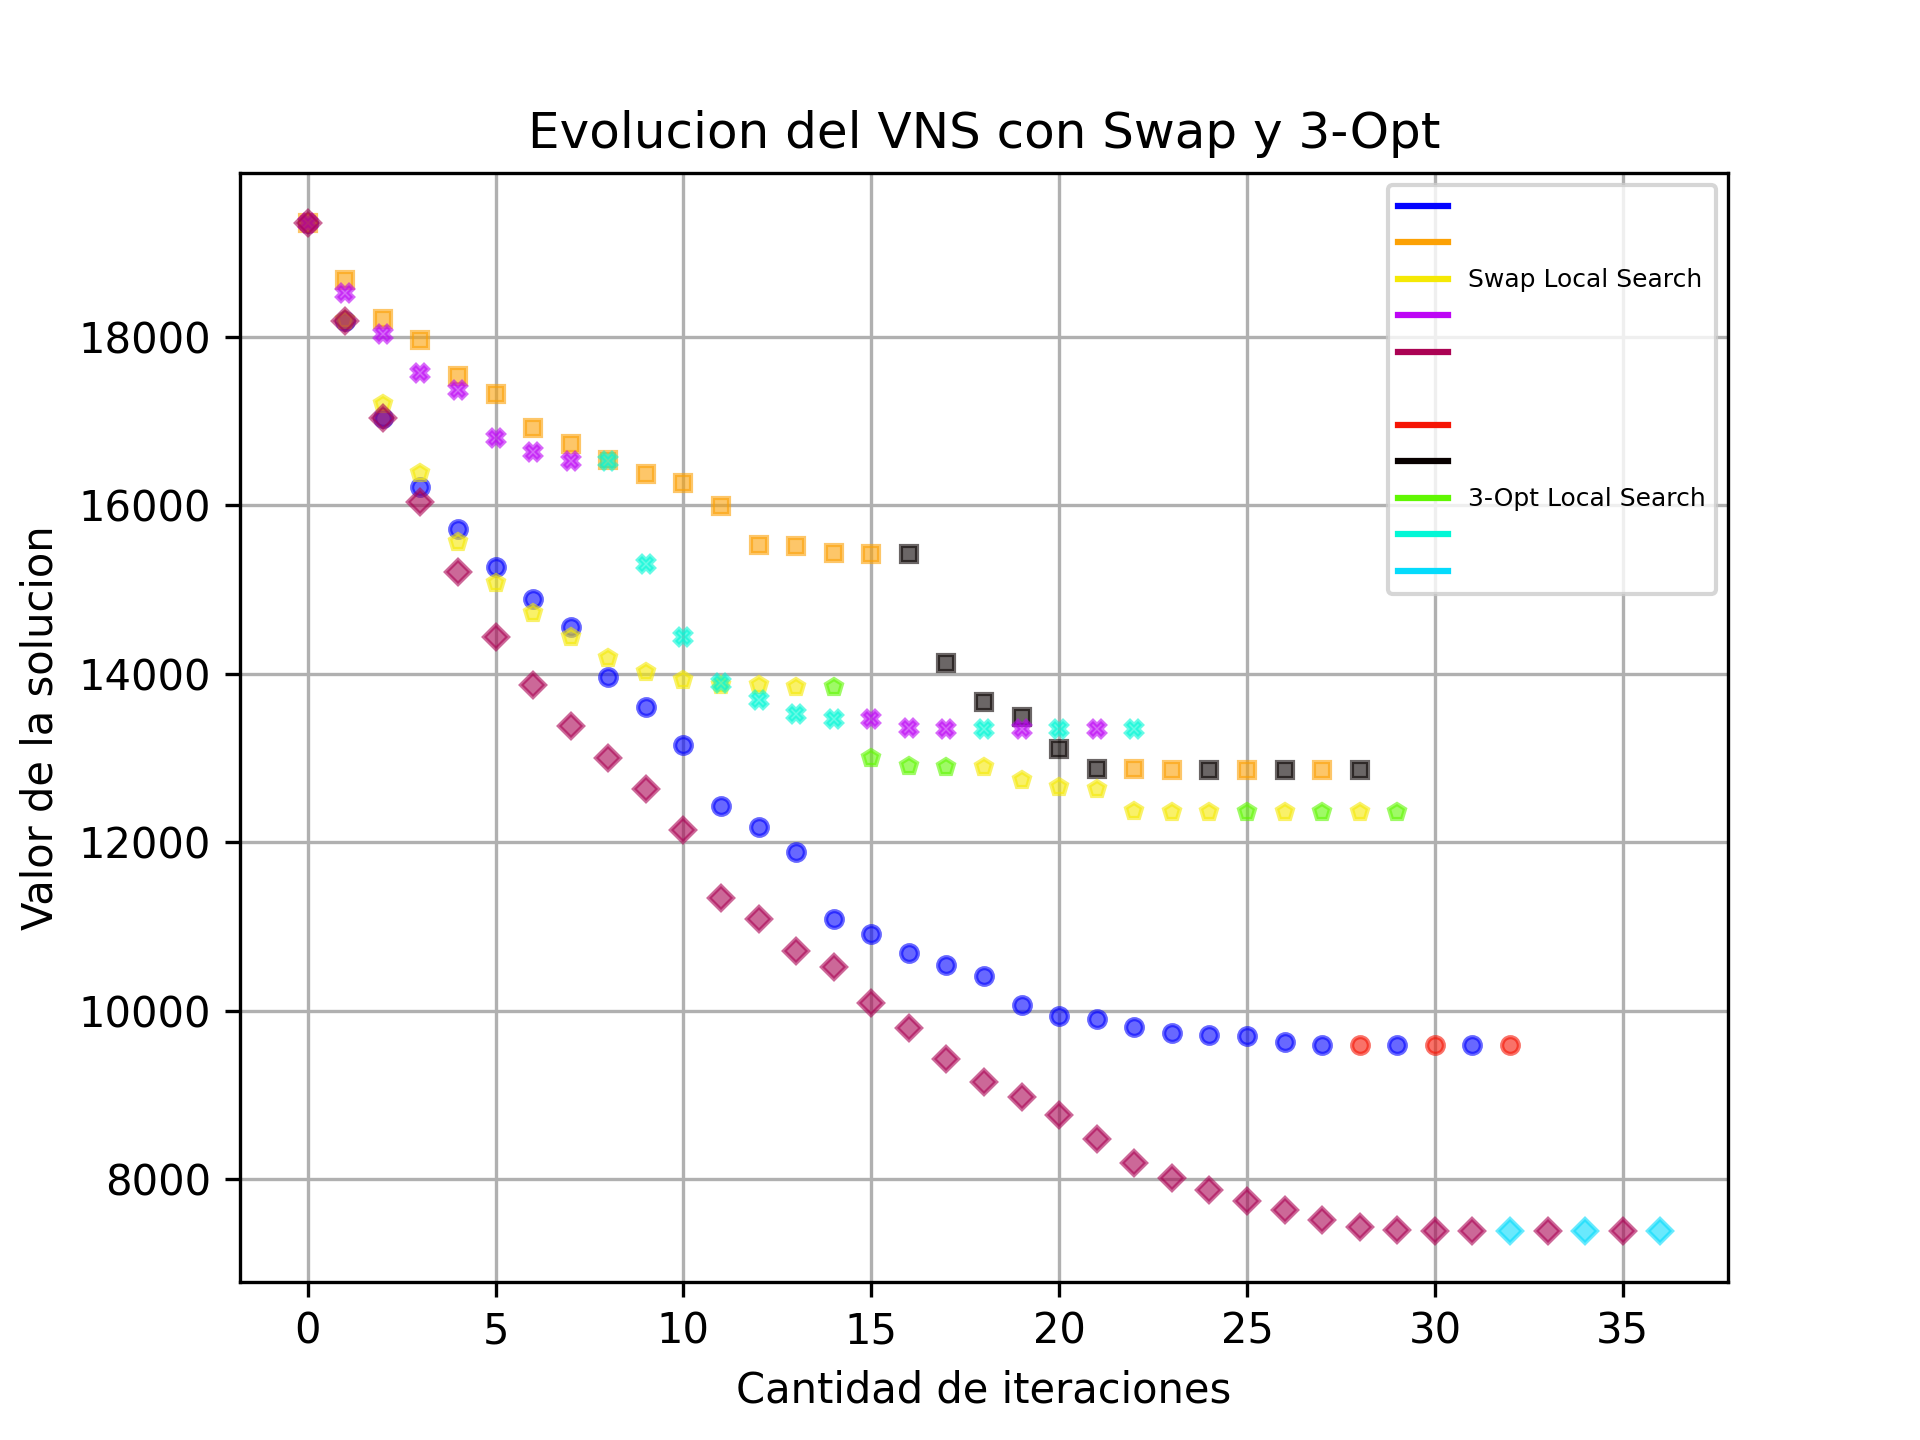 Evolucion del VNS con Swap y 3-Opt
Swap Local Search
3-Opt Local Search
Valor de la solucion
18000
16000
14000
12000
10000
8000
0 5 10 15 20 25 30 35
Cantidad de iteraciones